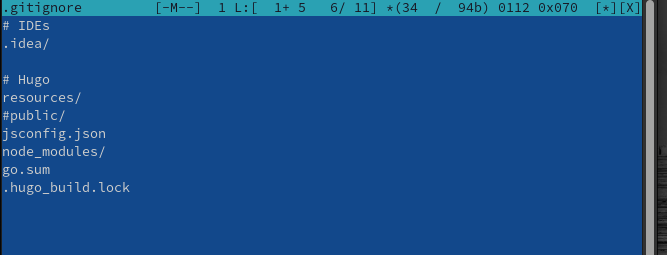 .gitignore [-M--] 1 L:[ 1+ 5 6/ 11] *(34 / 94b) 0112 0x070 [*][X]
# IDEs
.idea/

# Hugo
resources/
#public/
jsconfig.json
node_modules/
go.sum
.hugo_build.lock